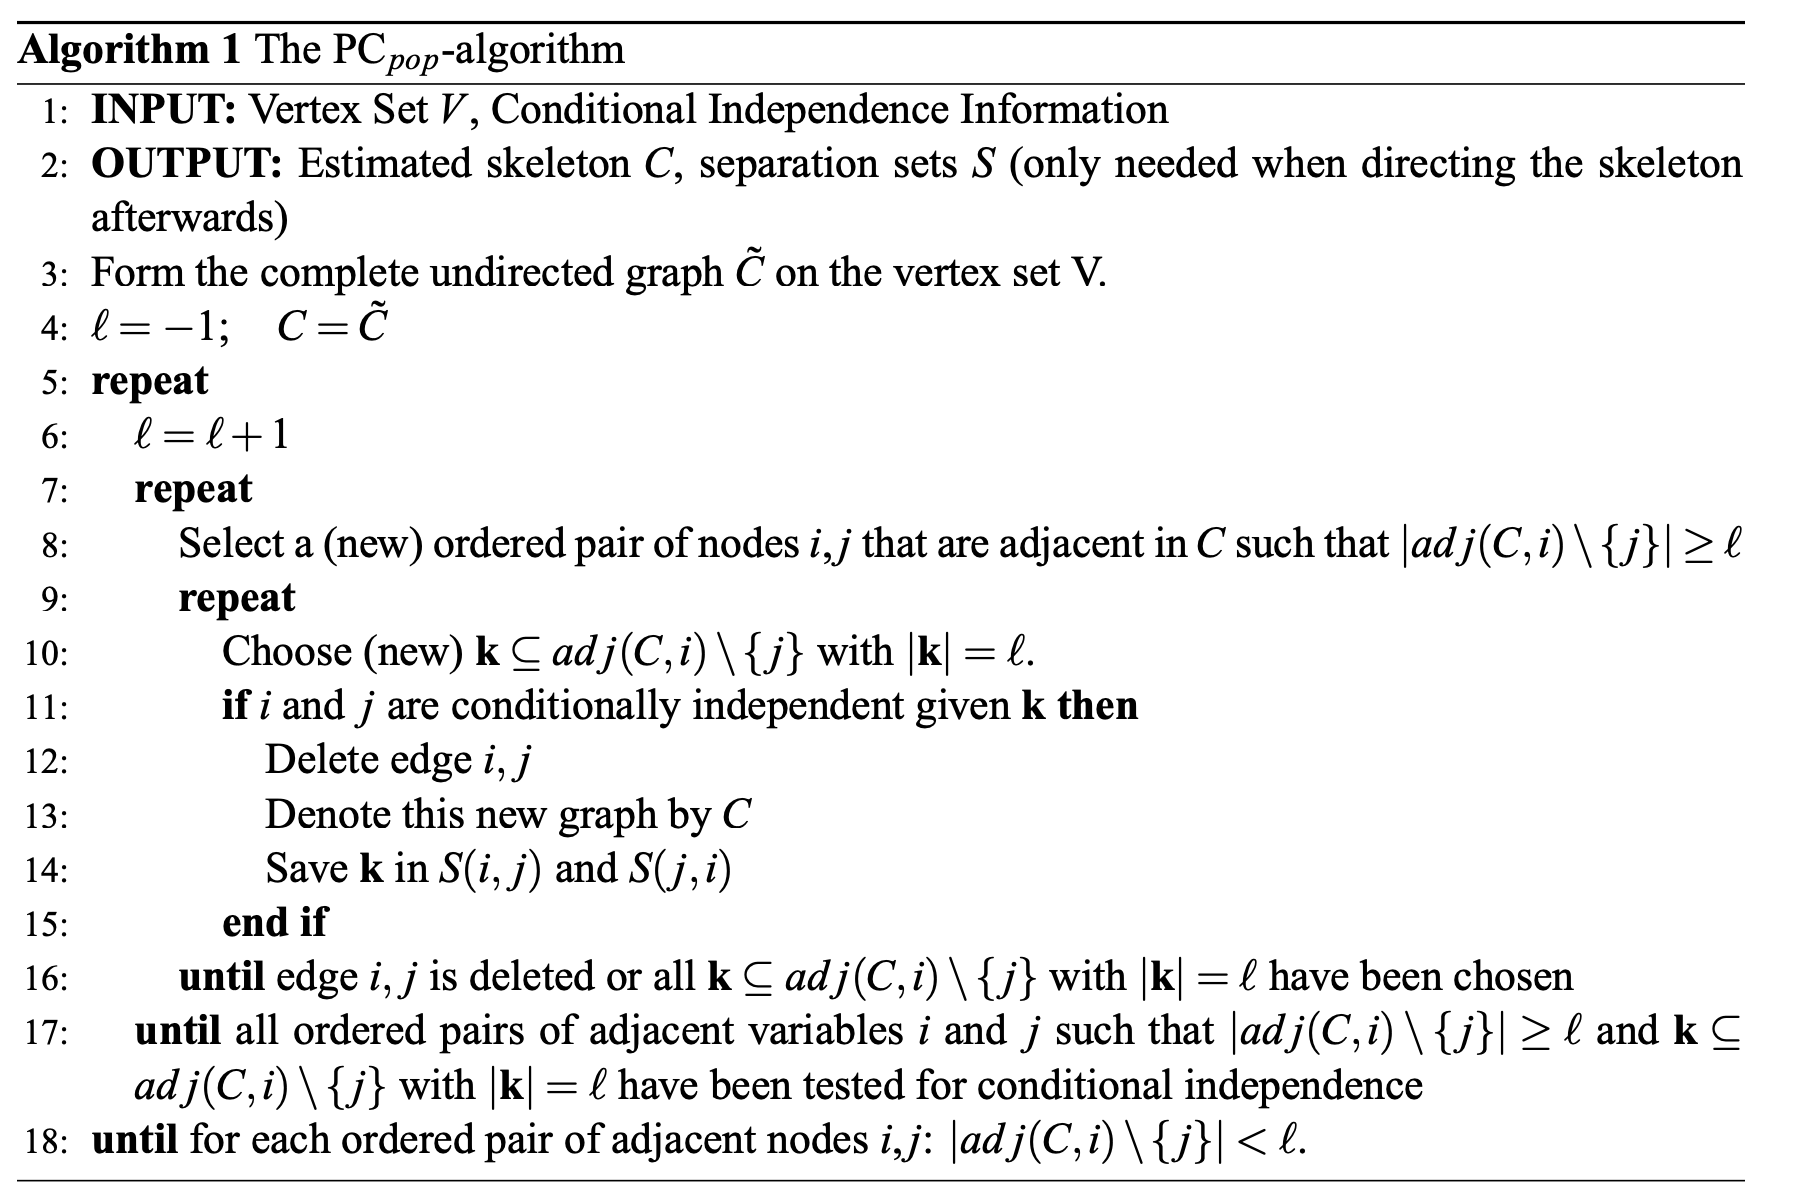 Algorithm 1 The PCpop-algorithm
1: INPUT: Vertex Set V, Conditional Independence Information
2: OUTPUT: Estimated skeleton C, separation sets S (only needed when directing the skeleton
afterwards)
3: Form the complete undirected graph C̃ on the vertex set V.
4: ℓ = −1; C = C̃
5: repeat
6: ℓ = ℓ + 1
7: repeat
8: Select a (new) ordered pair of nodes i,j that are adjacent in C such that |adj(C,i) \ {j}| ≥ ℓ
9: repeat
10: Choose (new) k ⊆ adj(C,i) \ {j} with |k| = ℓ.
11: if i and j are conditionally independent given k then
12: Delete edge i, j
13: Denote this new graph by C
14: Save k in S(i, j) and S(j,i)
15: end if
16: until edge i, j is deleted or all k ⊆ adj(C,i) \ {j} with |k| = ℓ have been chosen
17: until all ordered pairs of adjacent variables i and j such that |adj(C,i) \ {j}| ≥ ℓ and k ⊆
adj(C,i) \ {j} with |k| = ℓ have been tested for conditional independence
18: until for each ordered pair of adjacent nodes i,j: |adj(C,i) \ {j}| < ℓ.